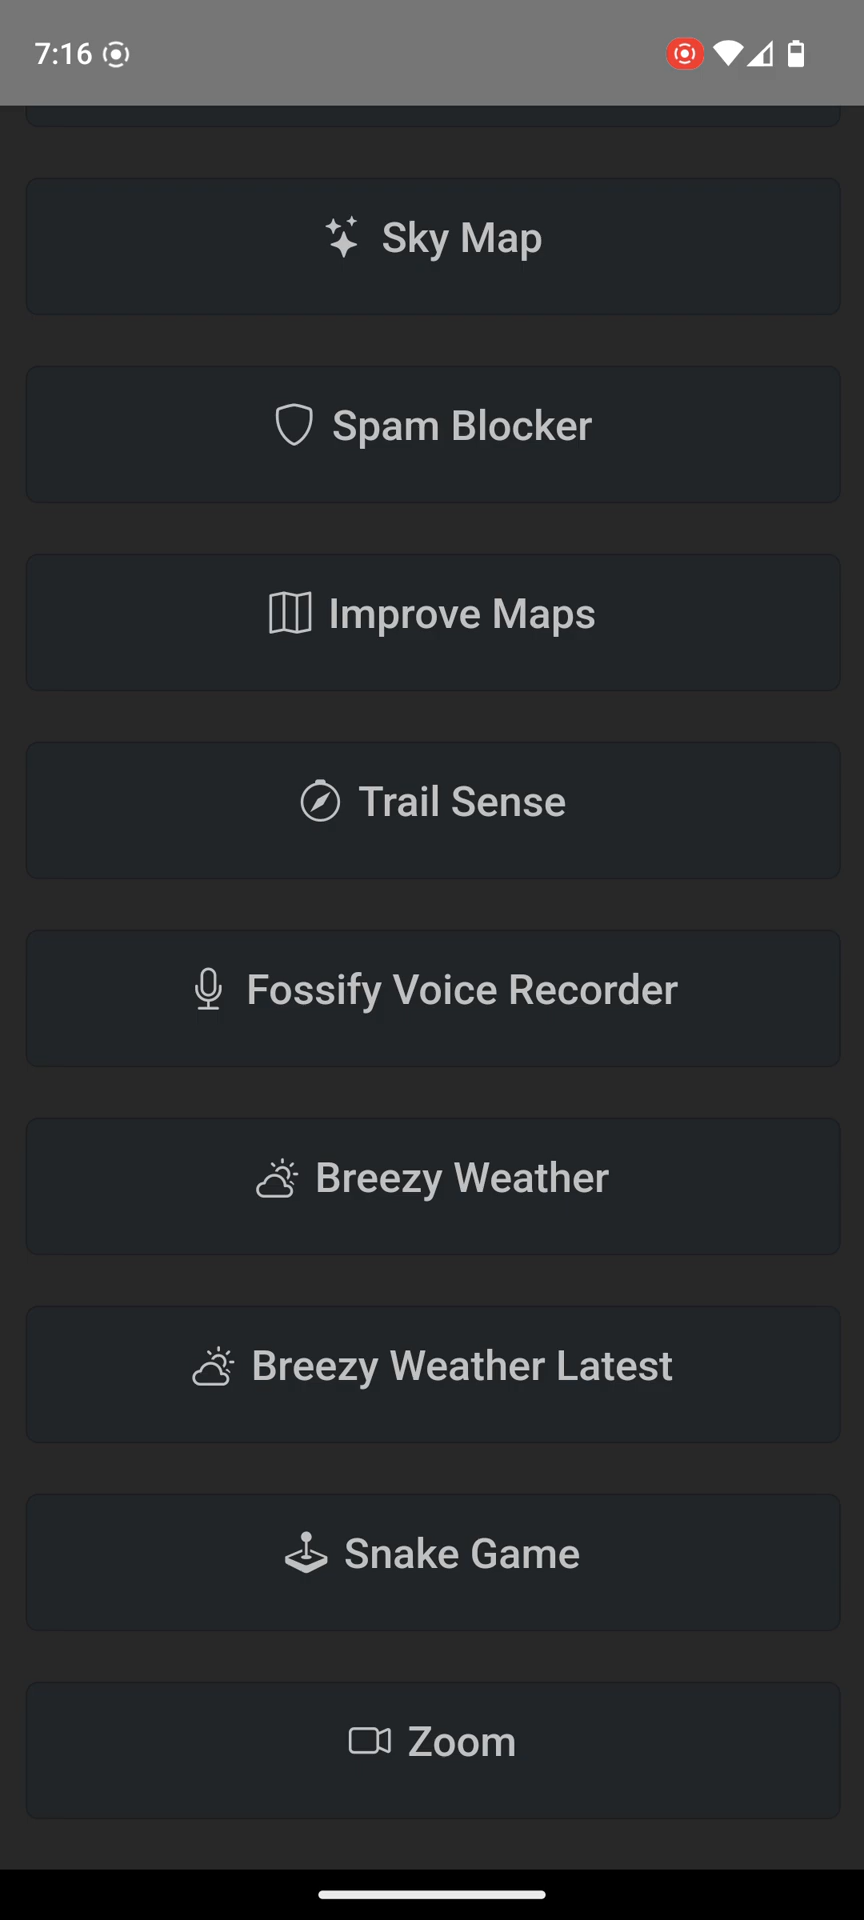 7:16
Sky Map
Spam Blocker
Improve Maps
Trail Sense
Fossify Voice Recorder
Breezy Weather
Breezy Weather Latest
Snake Game
Zoom